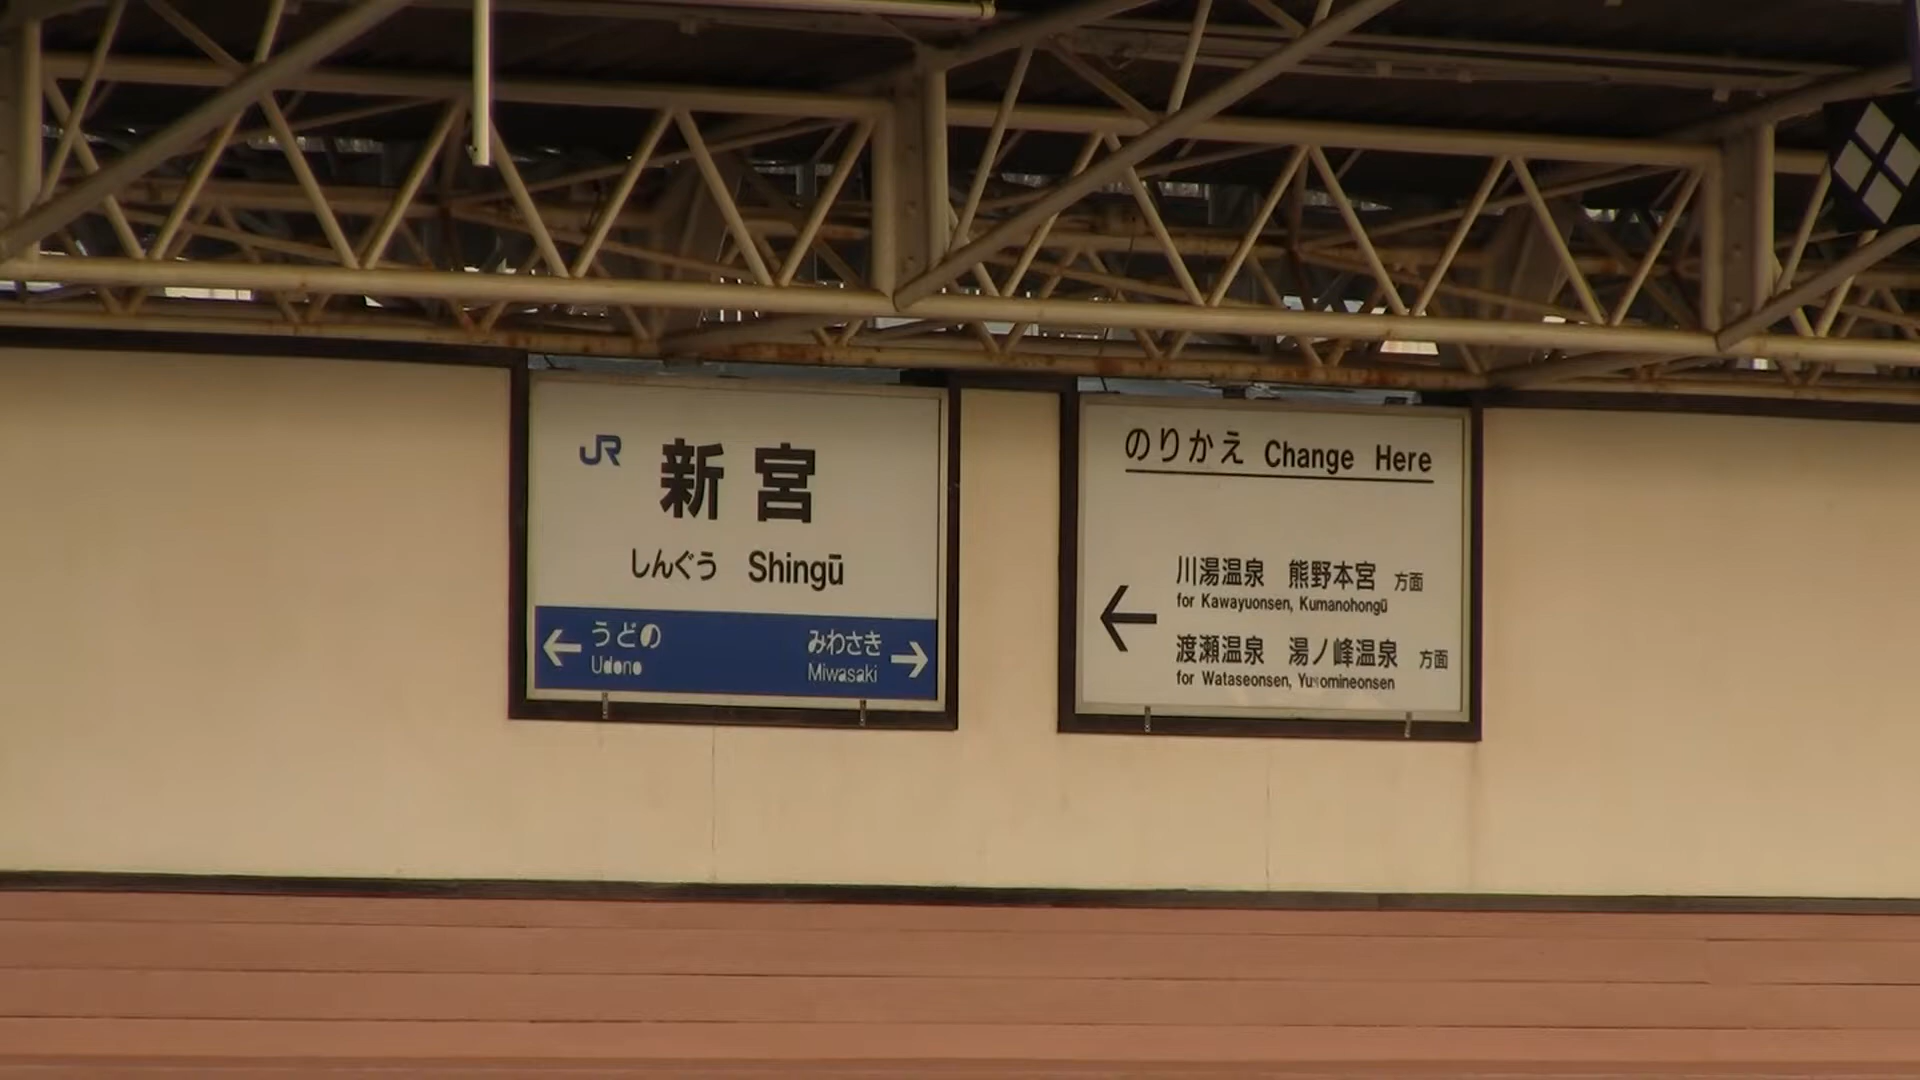 JR 新宮
しんぐう Shingū
← うどの
Udono
みわさき →
Miwasaki
のりかえ Change Here
← 川湯温泉 熊野本宮 方面
for Kawayuonsen, Kumanohongū
渡瀬温泉 湯ノ峰温泉 方面
for Wataseonsen, Yunomineonsen